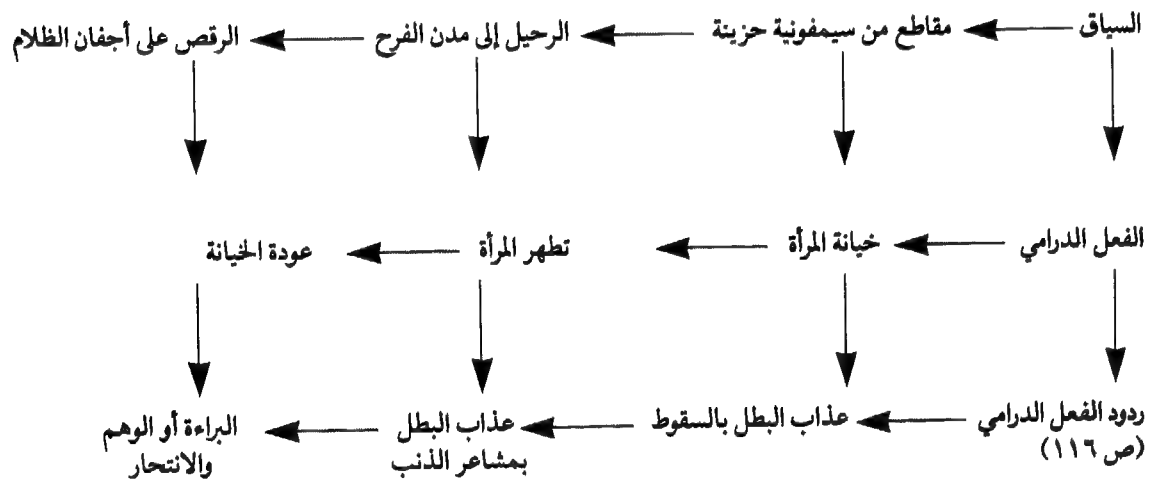 السياق
مقاطع من سيمفونية حزينة
الرحيل إلى مدن الفرح
الرقص على أجفان الظلام
الفعل الدرامي
خيانة المرأة
تطهر المرأة
عودة الخيانة
ردود الفعل الدرامي
(ص ١١٦)
عذاب البطل بالسقوط
عذاب البطل
بمشاعر الذنب
البراءة أو الوهم
والانتحار